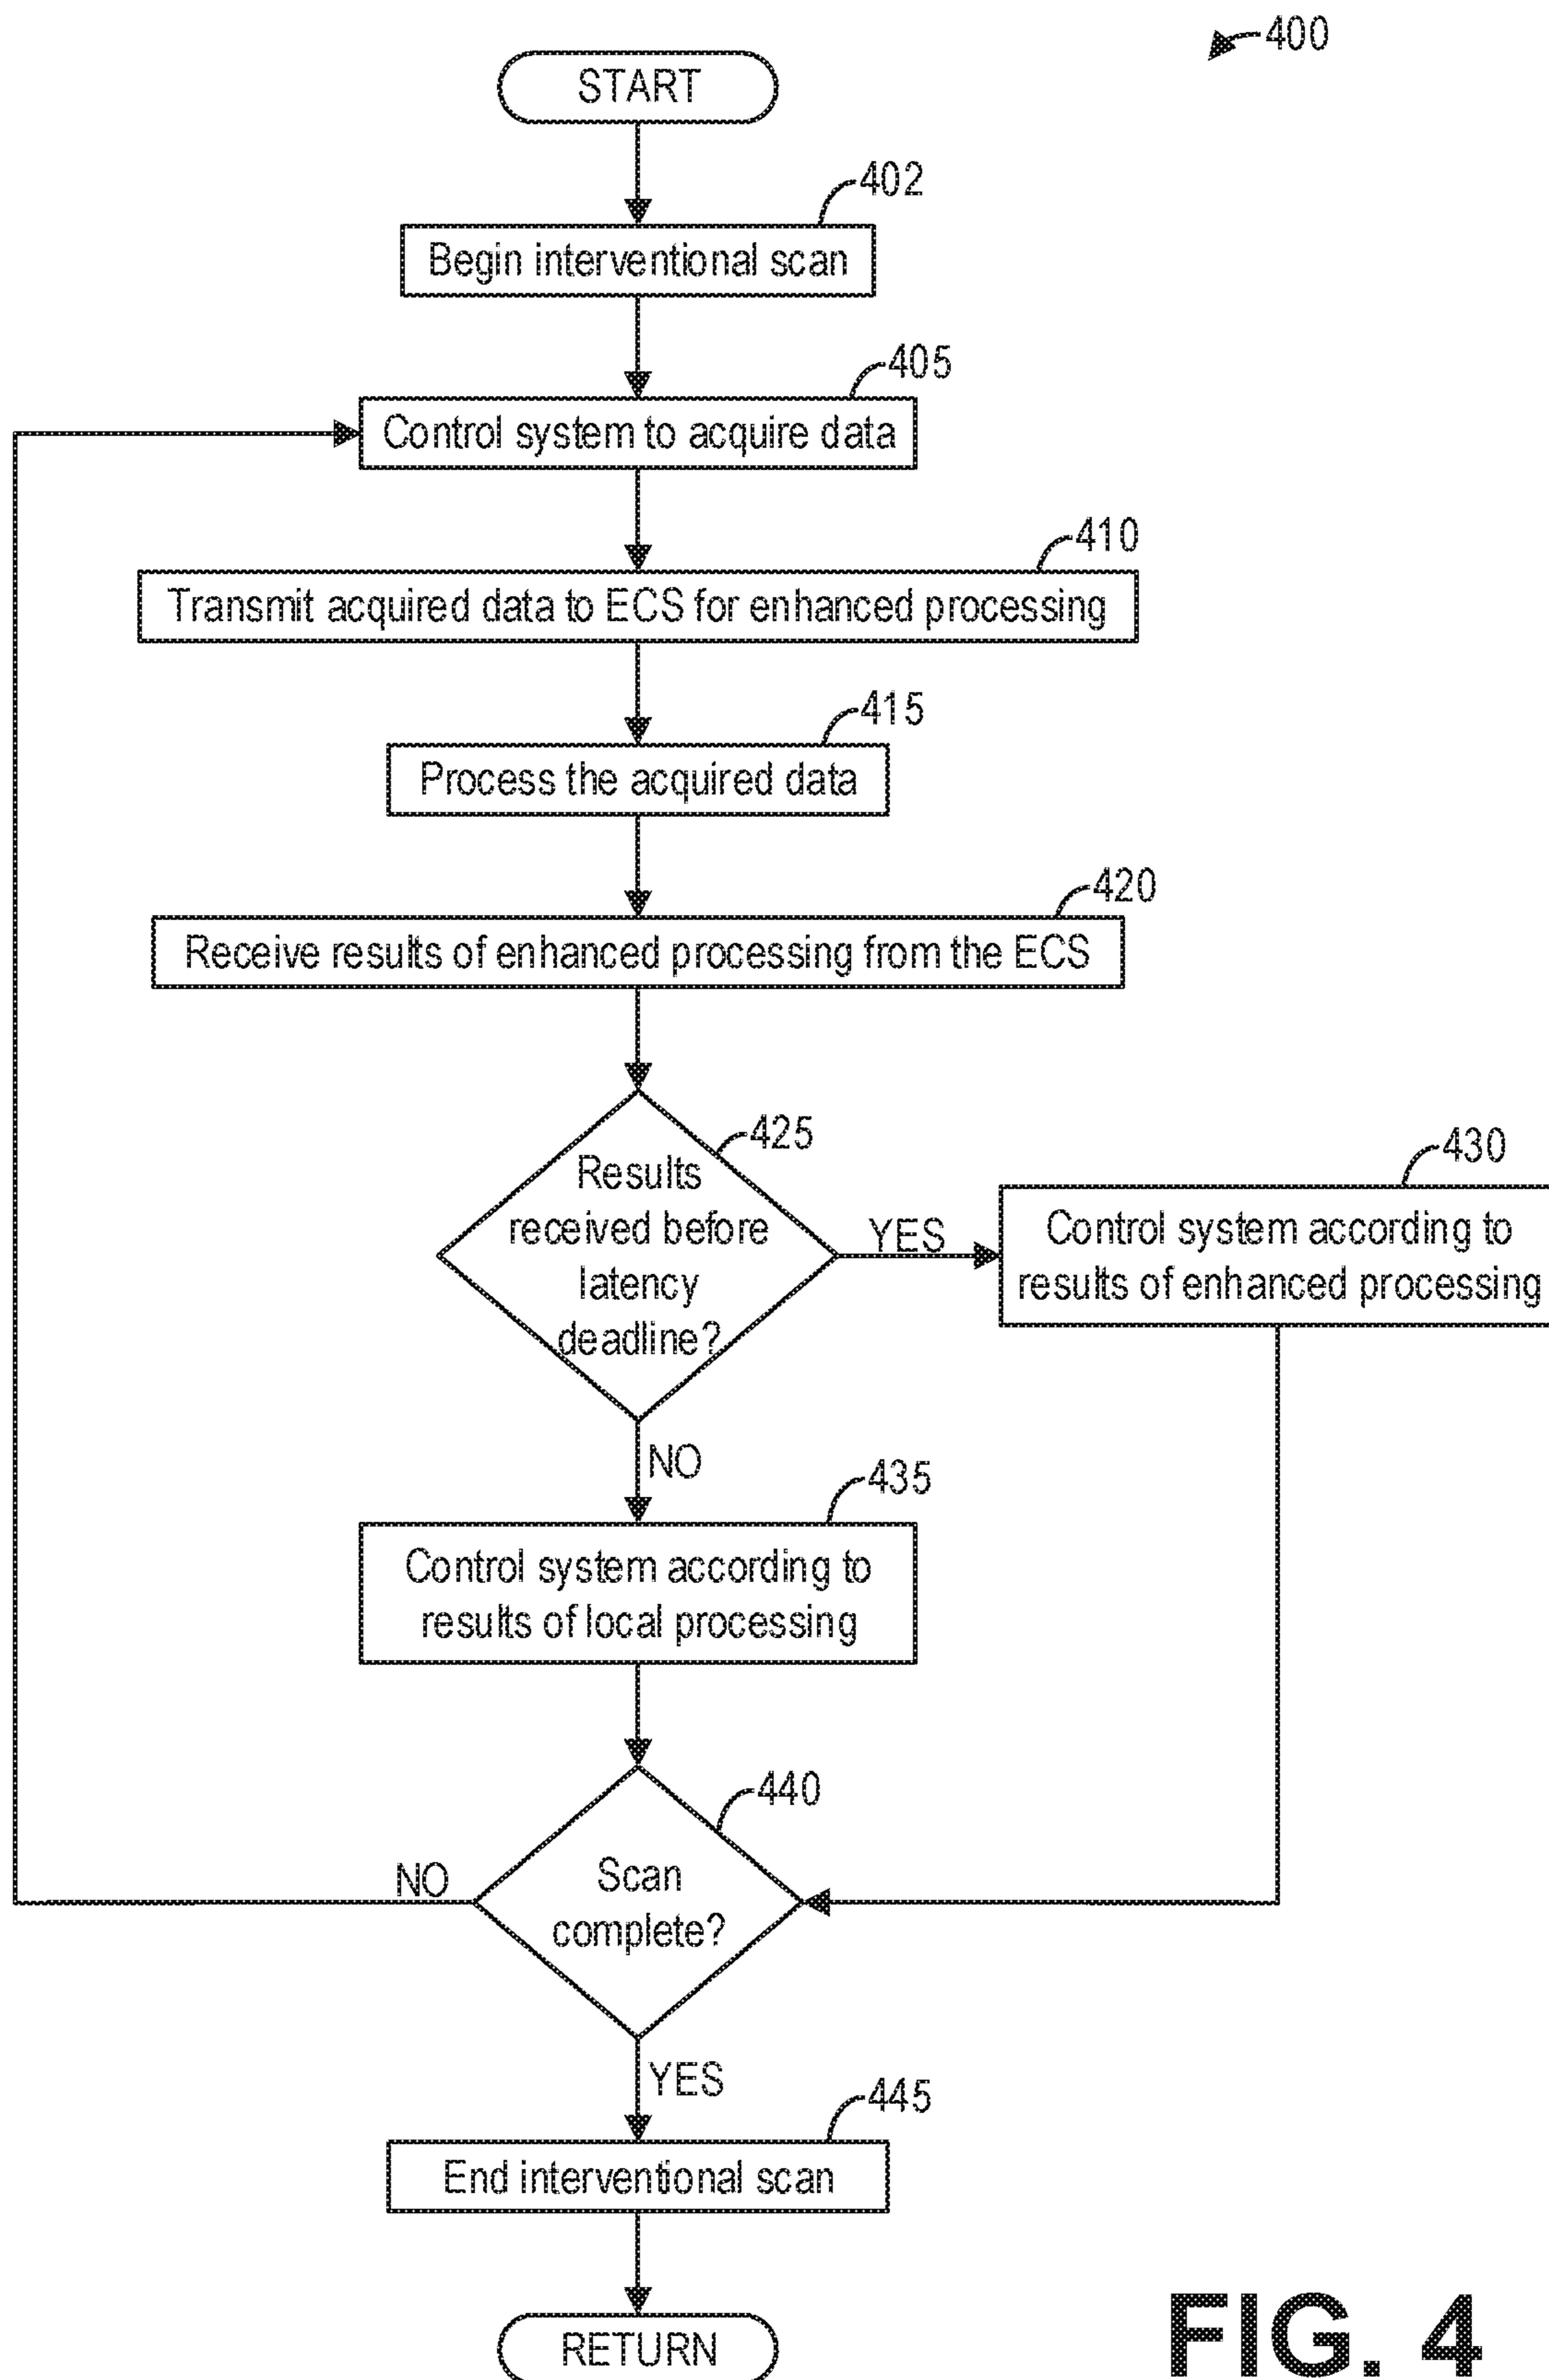 400
START
402
Begin interventional scan
405
Control system to acquire data
410
Transmit acquired data to ECS for enhanced processing
415
Process the acquired data
420
Receive results of enhanced processing from the ECS
425
Results
received before
latency
deadline?
YES
430
Control system according to
results of enhanced processing
NO
435
Control system according to
results of local processing
440
Scan
complete?
NO
YES
445
End interventional scan
RETURN
FIG. 4